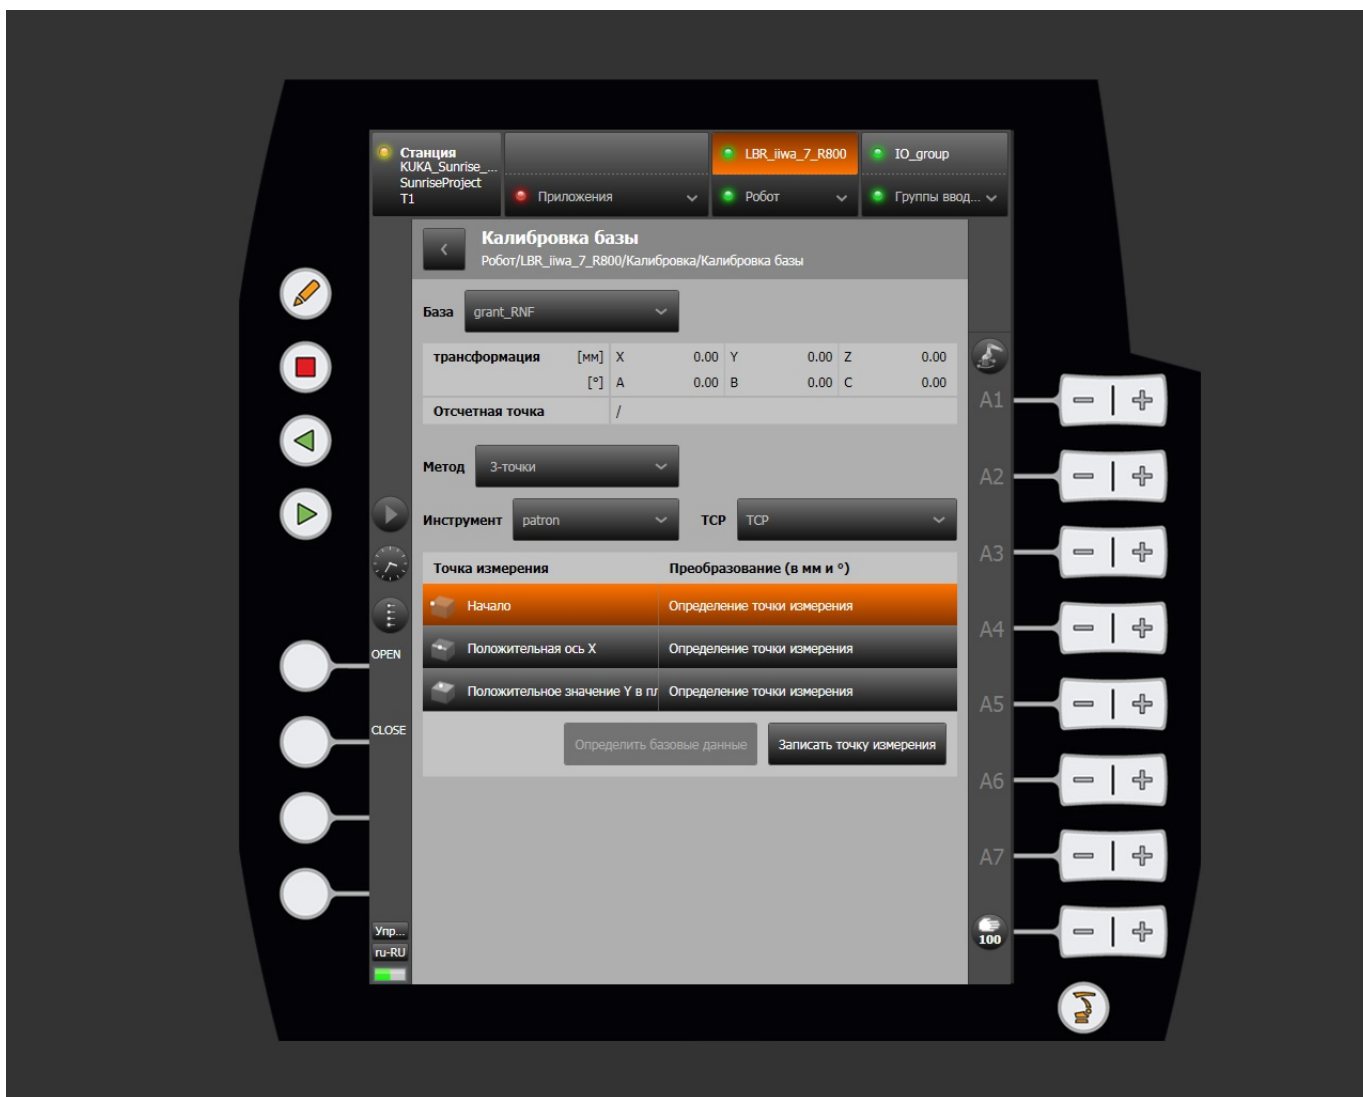 Станция
KUKA_Sunrise_...
SunriseProject
T1
Приложения
LBR_iiwa_7_R800
Робот
IO_group
Группы ввод...
Калибровка базы
Робот/LBR_iiwa_7_R800/Калибровка/Калибровка базы
База grant_RNF
трансформация [мм] X 0.00 Y 0.00 Z 0.00
[°] A 0.00 B 0.00 C 0.00
Отсчетная точка /
Метод 3-точки
Инструмент patron TCP TCP
Точка измерения Преобразование (в мм и °)
Начало Определение точки измерения
Положительная ось X Определение точки измерения
Положительное значение Y в пл Определение точки измерения
Определить базовые данные Записать точку измерения
OPEN
CLOSE
Упр...
ru-RU
A1
A2
A3
A4
A5
A6
A7
100